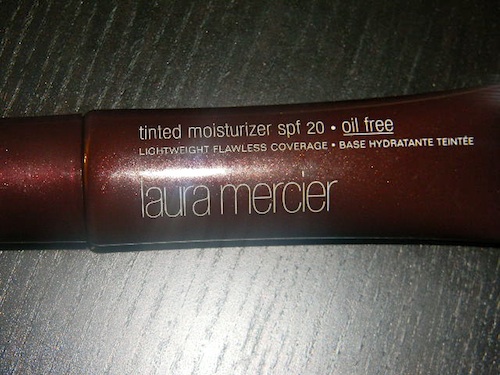 tinted moisturizer spf 20 • oil free
LIGHTWEIGHT FLAWLESS COVERAGE • BASE HYDRATANTE TEINTÉE
laura mercier